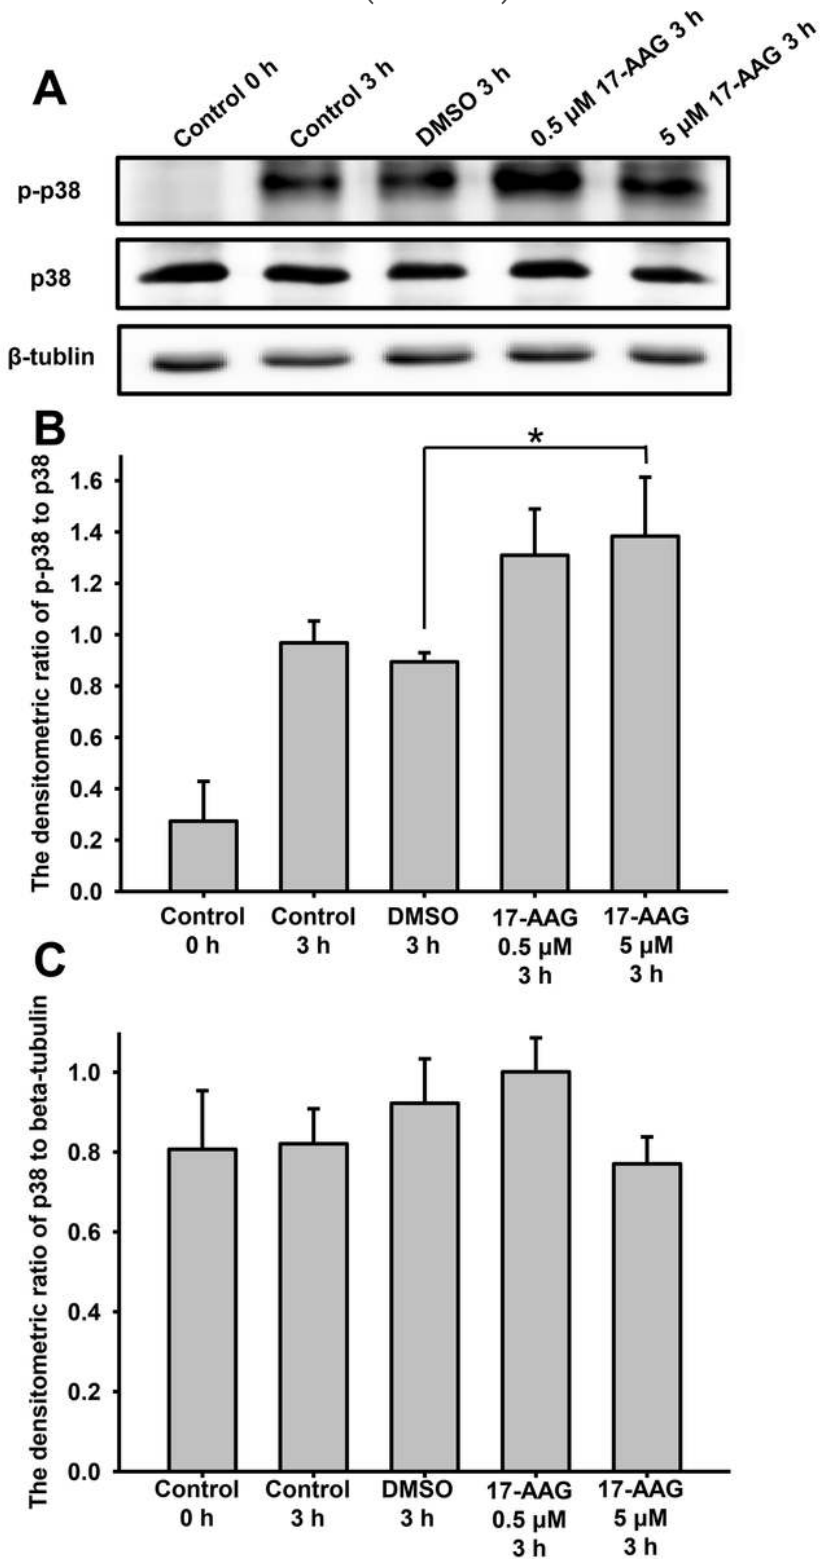 A
Control 0 h
Control 3 h
DMSO 3 h
0.5 µM 17-AAG 3 h
5 µM 17-AAG 3 h
p-p38
p38
β-tublin
B
The densitometric ratio of p-p38 to p38
*
1.6
1.4
1.2
1.0
0.8
0.6
0.4
0.2
0.0
Control Control DMSO 17-AAG 17-AAG
0 h 3 h 3 h 0.5 µM 5 µM
3 h 3 h
C
The densitometric ratio of p38 to beta-tubulin
1.0
0.8
0.6
0.4
0.2
0.0
Control Control DMSO 17-AAG 17-AAG
0 h 3 h 3 h 0.5 µM 5 µM
3 h 3 h